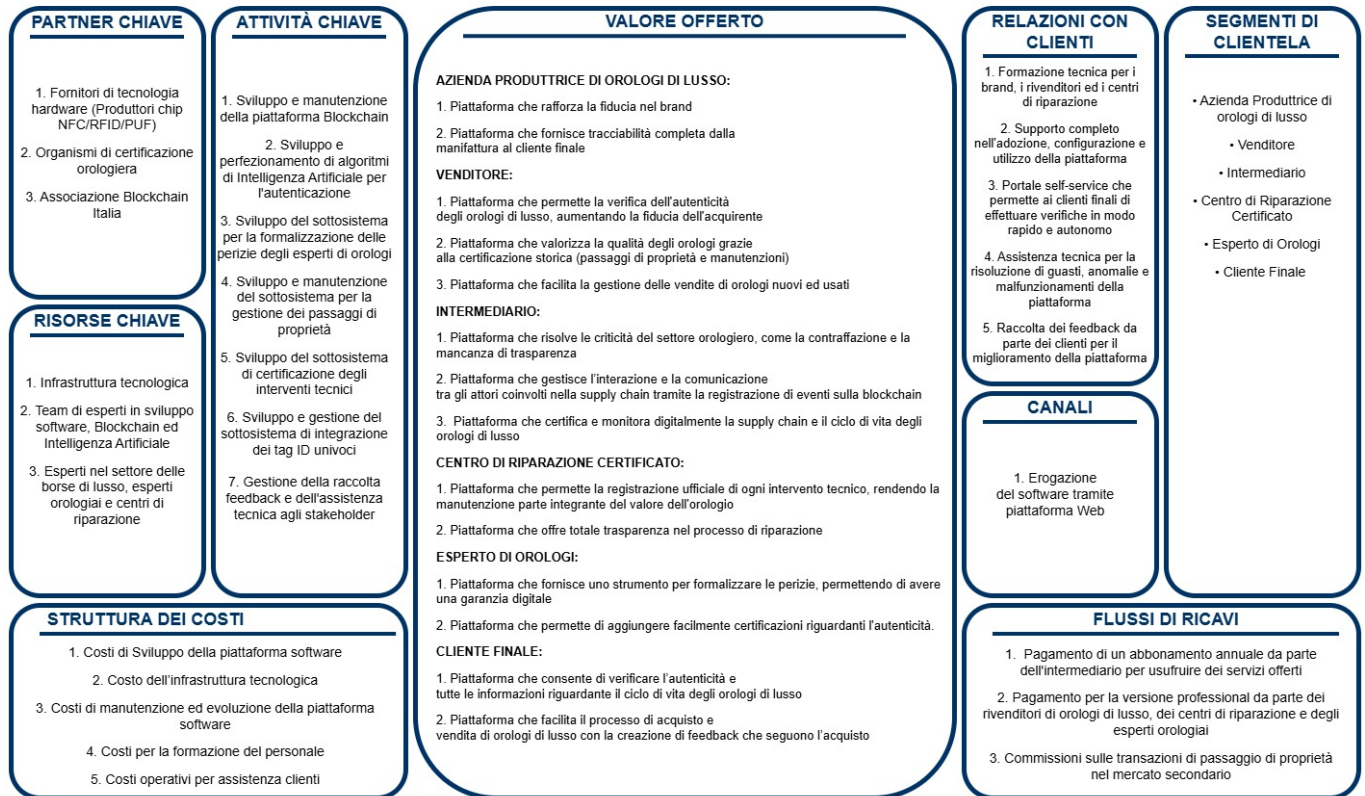 PARTNER CHIAVE
1. Fornitori di tecnologia
hardware (Produttori chip
NFC/RFID/PUF)
2. Organismi di certificazione
orologiera
3. Associazione Blockchain
Italia
RISORSE CHIAVE
1. Infrastruttura tecnologica
2. Team di esperti in sviluppo
software, Blockchain ed
Intelligenza Artificiale
3. Esperti nel settore delle
borse di lusso, esperti
orologiai e centri di
riparazione
ATTIVITÀ CHIAVE
1. Sviluppo e manutenzione
della piattaforma Blockchain
2. Sviluppo e
perfezionamento di algoritmi
di Intelligenza Artificiale per
l'autenticazione
3. Sviluppo del sottosistema
per la formalizzazione delle
perizie degli esperti di orologi
4. Sviluppo e manutenzione
del sottosistema per la
gestione dei passaggi di
proprietà
5. Sviluppo del sottosistema
di certificazione degli
interventi tecnici
6. Sviluppo e gestione del
sottosistema di integrazione
dei tag ID univoci
7. Gestione della raccolta
feedback e dell'assistenza
tecnica agli stakeholder
VALORE OFFERTO
AZIENDA PRODUTTRICE DI OROLOGI DI LUSSO:
1. Piattaforma che rafforza la fiducia nel brand
2. Piattaforma che fornisce tracciabilità completa dalla
manifattura al cliente finale
VENDITORE:
1. Piattaforma che permette la verifica dell'autenticità
degli orologi di lusso, aumentando la fiducia dell'acquirente
2. Piattaforma che valorizza la qualità degli orologi grazie
alla certificazione storica (passaggi di proprietà e manutenzioni)
3. Piattaforma che facilita la gestione delle vendite di orologi nuovi ed usati
INTERMEDIARIO:
1. Piattaforma che risolve le criticità del settore orologiero, come la contraffazione e la
mancanza di trasparenza
2. Piattaforma che gestisce l'interazione e la comunicazione
tra gli attori coinvolti nella supply chain tramite la registrazione di eventi sulla blockchain
3. Piattaforma che certifica e monitora digitalmente la supply chain e il ciclo di vita degli
orologi di lusso
CENTRO DI RIPARAZIONE CERTIFICATO:
1. Piattaforma che permette la registrazione ufficiale di ogni intervento tecnico, rendendo la
manutenzione parte integrante del valore dell'orologio
2. Piattaforma che offre totale trasparenza nel processo di riparazione
ESPERTO DI OROLOGI:
1. Piattaforma che fornisce uno strumento per formalizzare le perizie, permettendo di avere
una garanzia digitale
2. Piattaforma che permette di aggiungere facilmente certificazioni riguardanti l'autenticità.
CLIENTE FINALE:
1. Piattaforma che consente di verificare l'autenticità e
tutte le informazioni riguardante il ciclo di vita degli orologi di lusso
2. Piattaforma che facilita il processo di acquisto e
vendita di orologi di lusso con la creazione di feedback che seguono l'acquisto
RELAZIONI CON
CLIENTI
1. Formazione tecnica per i
brand, i rivenditori ed i centri
di riparazione
2. Supporto completo
nell'adozione, configurazione e
utilizzo della piattaforma
3. Portale self-service che
permette ai clienti finali di
effettuare verifiche in modo
rapido e autonomo
4. Assistenza tecnica per la
risoluzione di guasti, anomalie e
malfunzionamenti della
piattaforma
5. Raccolta dei feedback da
parte dei clienti per il
miglioramento della piattaforma
CANALI
1. Erogazione
del software tramite
piattaforma Web
SEGMENTI DI
CLIENTELA
• Azienda Produttrice di
orologi di lusso
• Venditore
• Intermediario
• Centro di Riparazione
Certificato
• Esperto di Orologi
• Cliente Finale
STRUTTURA DEI COSTI
1. Costi di Sviluppo della piattaforma software
2. Costo dell'infrastruttura tecnologica
3. Costi di manutenzione ed evoluzione della piattaforma
software
4. Costi per la formazione del personale
5. Costi operativi per assistenza clienti
FLUSSI DI RICAVI
1. Pagamento di un abbonamento annuale da parte
dell'intermediario per usufruire dei servizi offerti
2. Pagamento per la versione professional da parte dei
rivenditori di orologi di lusso, dei centri di riparazione e degli
esperti orologiai
3. Commissioni sulle transazioni di passaggio di proprietà
nel mercato secondario